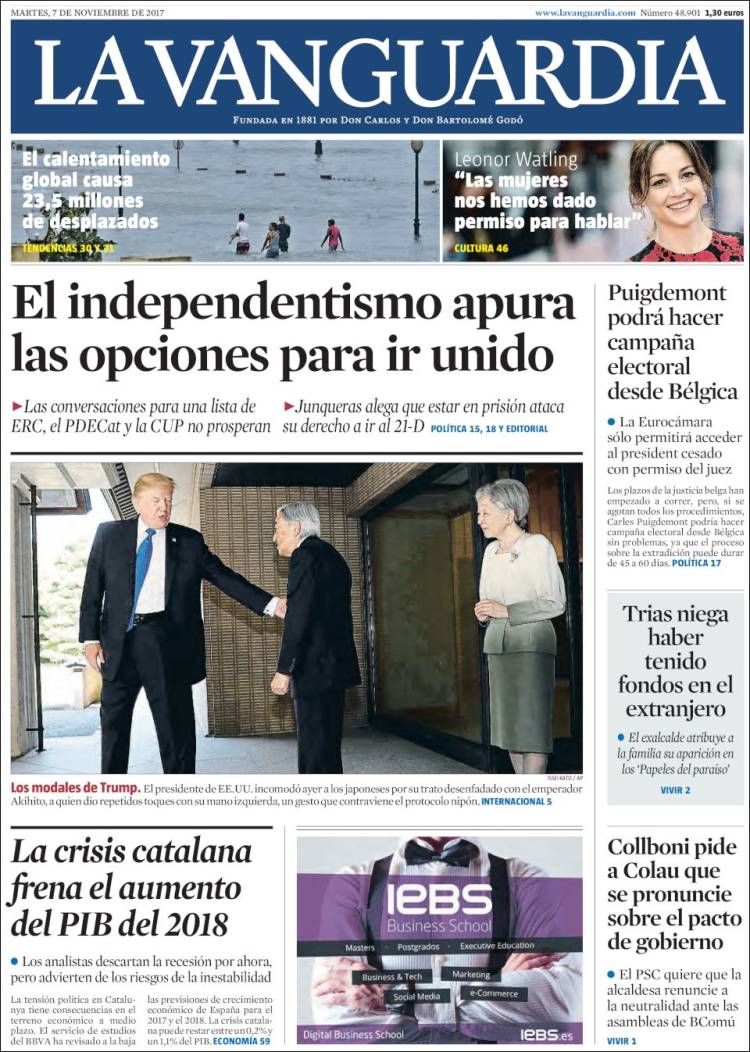 MARTES, 7 DE NOVIEMBRE DE 2017
www.lavanguardia.com Número 48.901 1,30 euros
LA VANGUARDIA
FUNDADA EN 1881 POR DON CARLOS Y DON BARTOLOMÉ GODÓ
El calentamiento
global causa
23,5 millones
de desplazados
TENDENCIAS 30 Y 31
Leonor Watling
“Las mujeres
nos hemos dado
permiso para hablar”
CULTURA 46
El independentismo apura
las opciones para ir unido
►Las conversaciones para una lista de
ERC, el PDECat y la CUP no prosperan
►Junqueras alega que estar en prisión ataca
su derecho a ir al 21-D POLÍTICA 15, 18 Y EDITORIAL
ISSEI KATO / AP
Los modales de Trump. El presidente de EE.UU. incomodó ayer a los japoneses por su trato desenfadado con el emperador
Akihito, a quien dio repetidos toques con su mano izquierda, un gesto que contraviene el protocolo nipón. INTERNACIONAL 5
Puigdemont
podrá hacer
campaña
electoral
desde Bélgica
● La Eurocámara
sólo permitirá acceder
al president cesado
con permiso del juez
Los plazos de la justicia belga han
empezado a correr, pero, si se
agotan todos los procedimientos,
Carles Puigdemont podría hacer
campaña electoral desde Bélgica
sin problemas, ya que el proceso
sobre la extradición puede durar
de 45 a 60 días. POLÍTICA 17
Trias niega
haber
tenido
fondos en el
extranjero
● El exalcalde atribuye a
la familia su aparición en
los ‘Papeles del paraíso’
VIVIR 2
La crisis catalana
frena el aumento
del PIB del 2018
● Los analistas descartan la recesión por ahora,
pero advierten de los riesgos de la inestabilidad
La tensión política en Catalu-
nya tiene consecuencias en el
terreno económico a medio
plazo. El servicio de estudios
del BBVA ha revisado a la baja
las previsiones de crecimiento
económico de España para el
2017 y el 2018. La crisis catala-
na puede restar entre un 0,2% y
un 1,1% del PIB. ECONOMÍA 59
IEBS
Business School
Masters · Postgrados · Executive Education
Business & Tech
Marketing
Social Media
e-Commerce
Digital Business School
IEBS.es
Collboni pide
a Colau que
se pronuncie
sobre el pacto
de gobierno
● El PSC quiere que la
alcaldesa renuncie a
la neutralidad ante las
asambleas de BComú
VIVIR 1